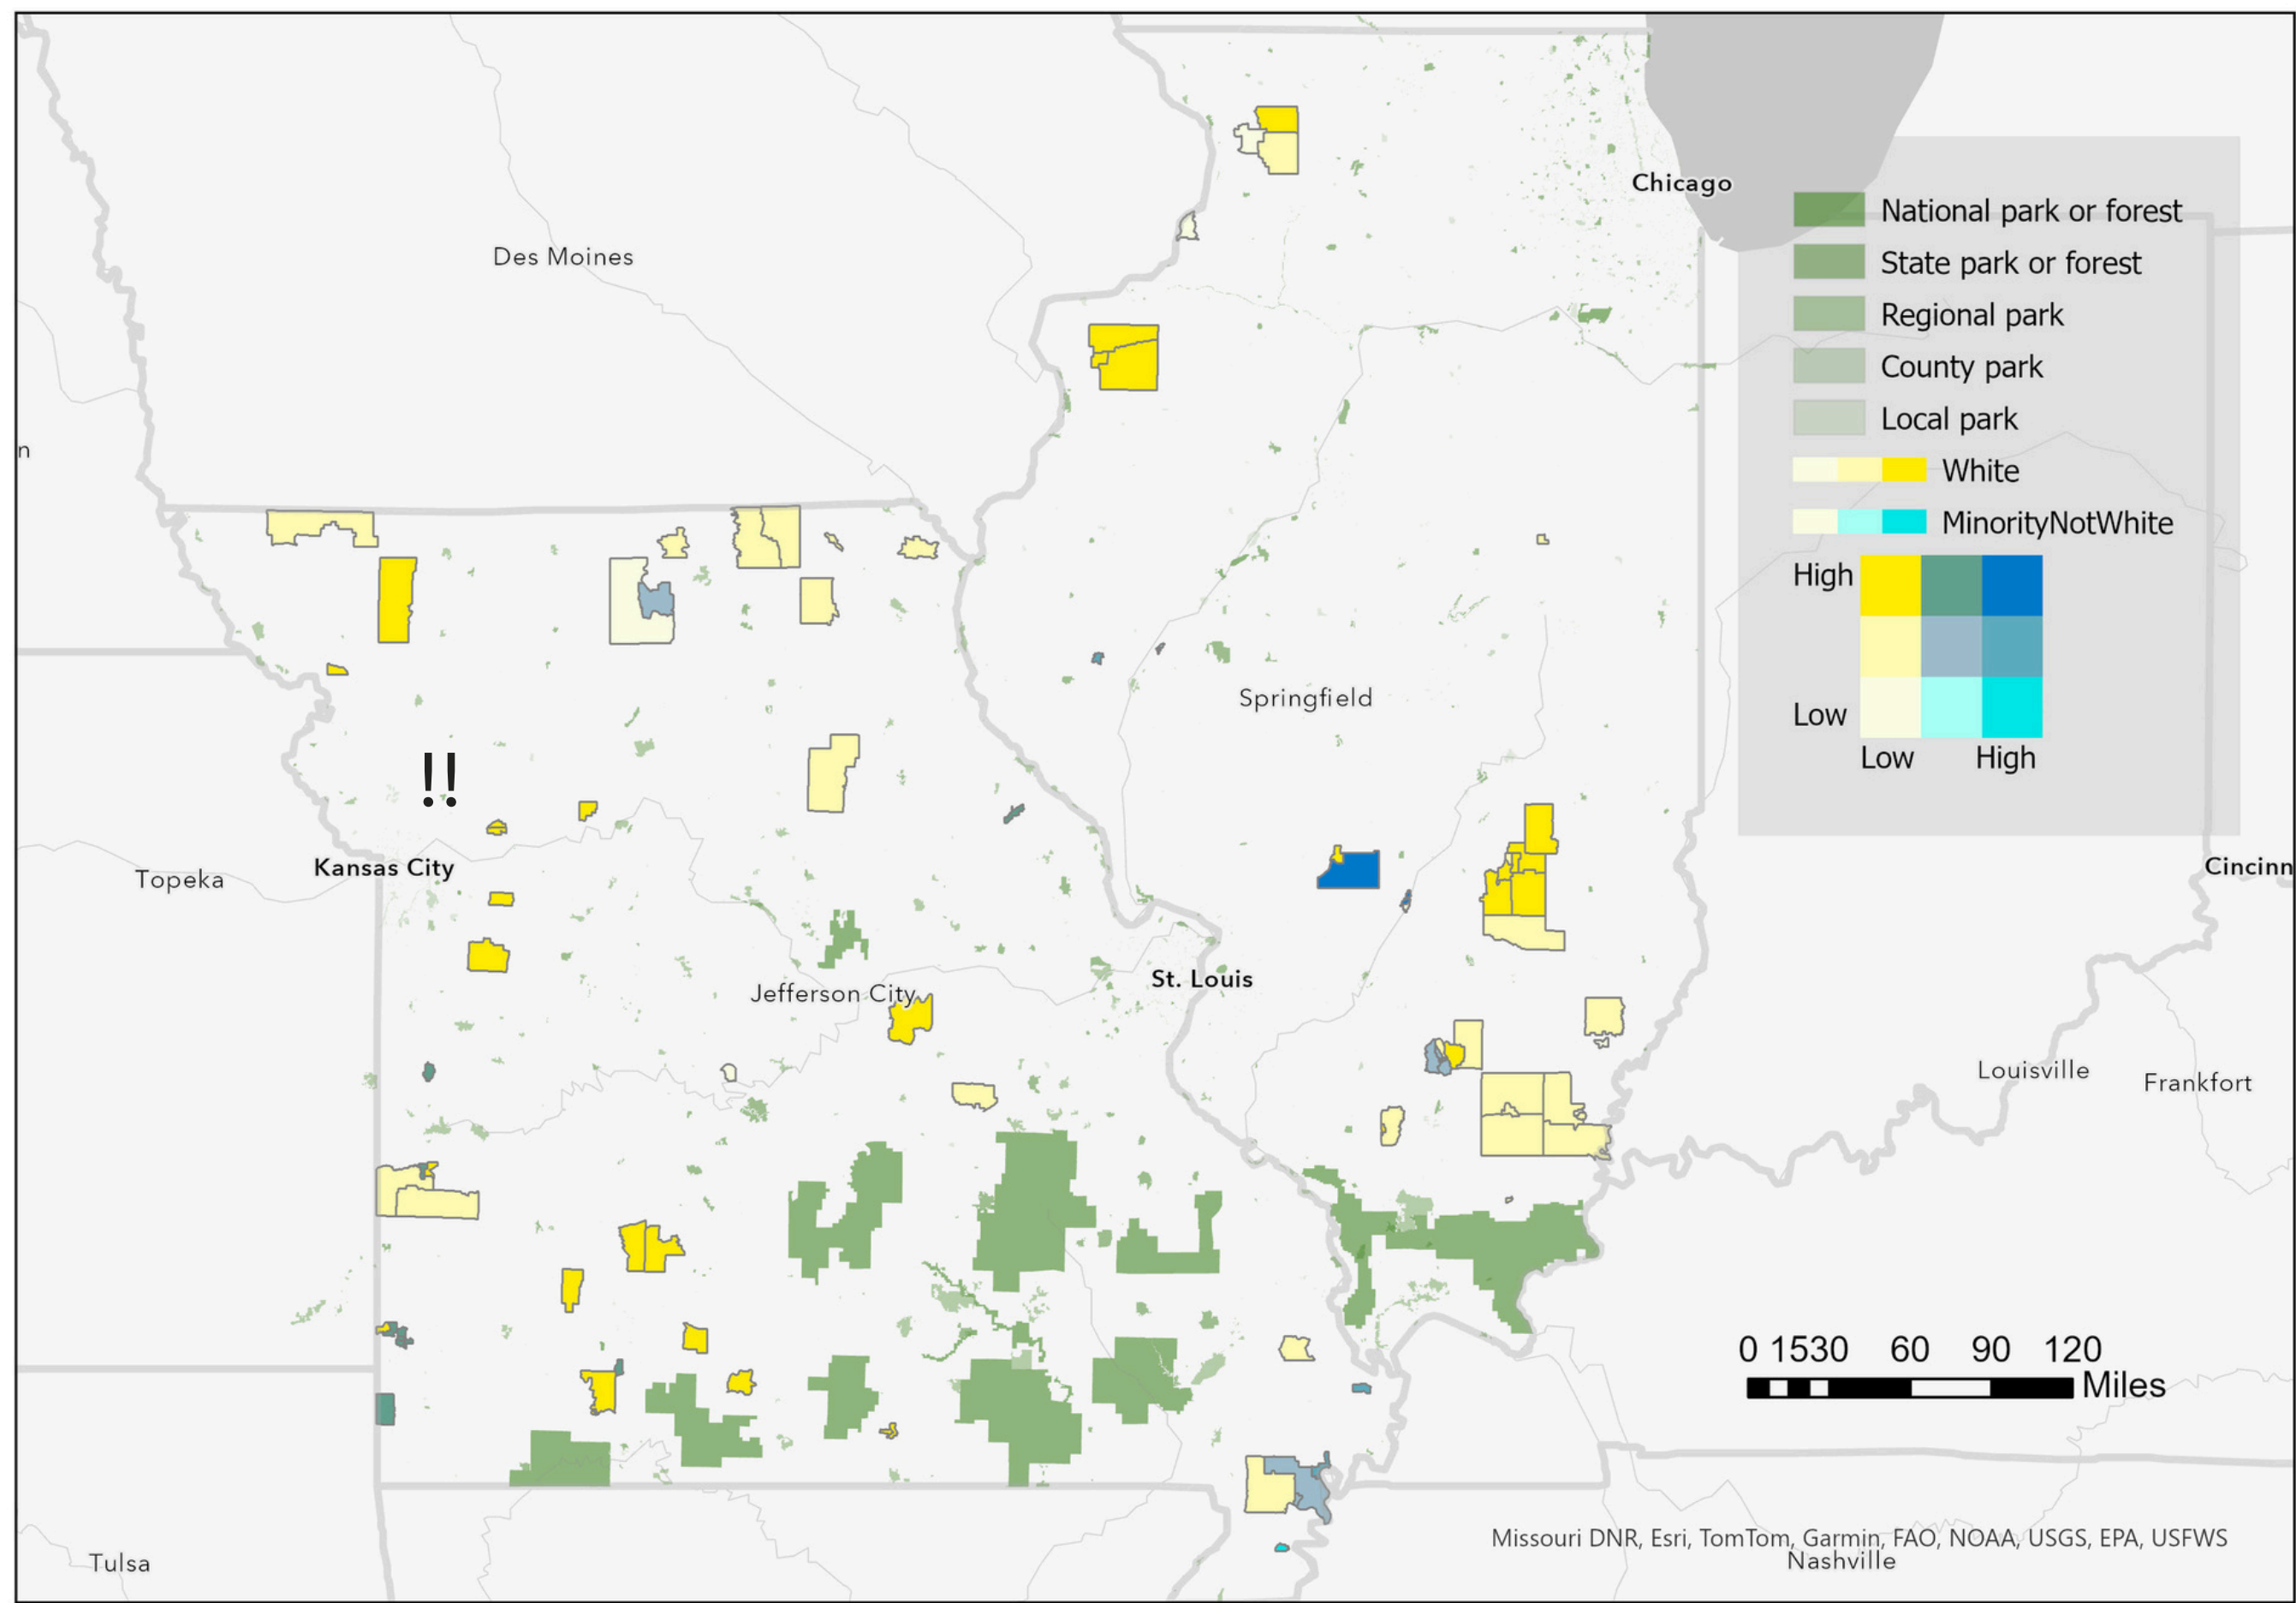 Chicago
National park or forest
Des Moines
State park or forest
Regional park
County park
Local park
n
White
MinorityNotWhite
High
Springfield
Low
Low High
!!
Kansas City
Topeka
Cincinn
St. Louis
Jefferson City
Louisville
Frankfort
0 1530 60 90 120
Miles
Missouri DNR, Esri, TomTom, Garmin, FAO, NOAA, USGS, EPA, USFWS
Nashville
Tulsa